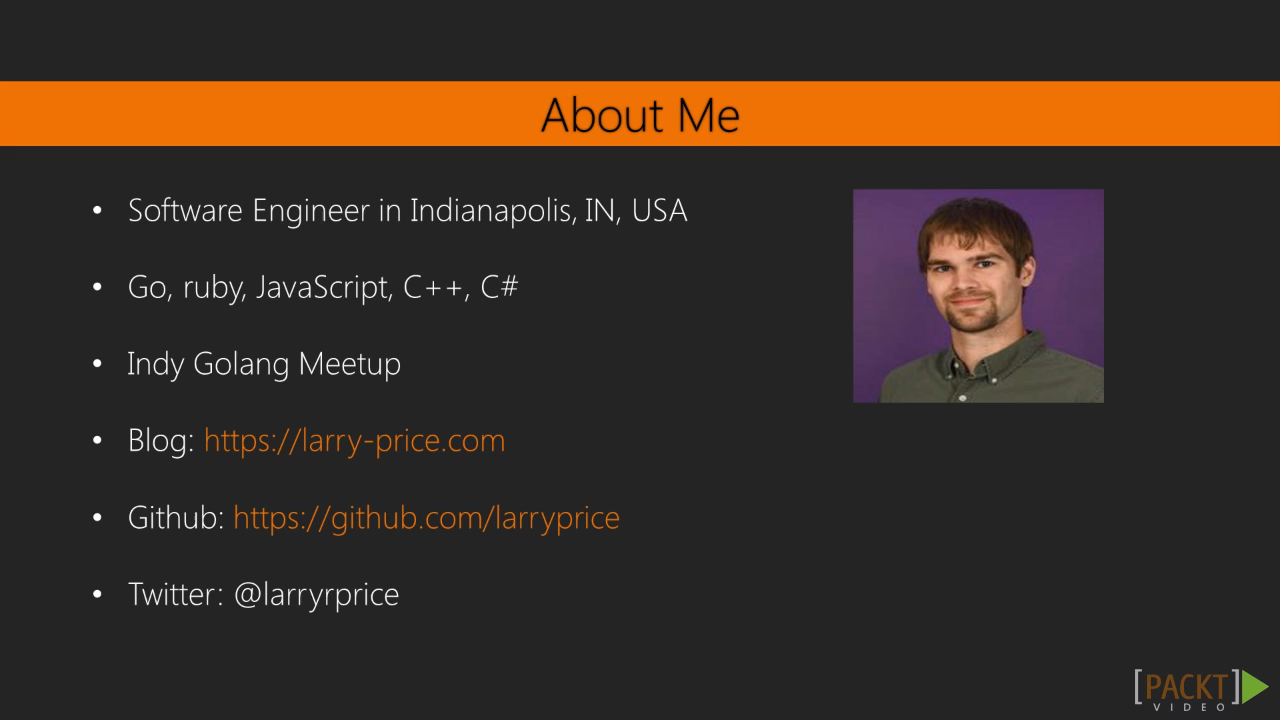 About Me
• Software Engineer in Indianapolis, IN, USA
• Go, ruby, JavaScript, C++, C#
• Indy Golang Meetup
• Blog: https://larry-price.com
• Github: https://github.com/larryprice
• Twitter: @larryrprice
[PACKT]
VIDEO